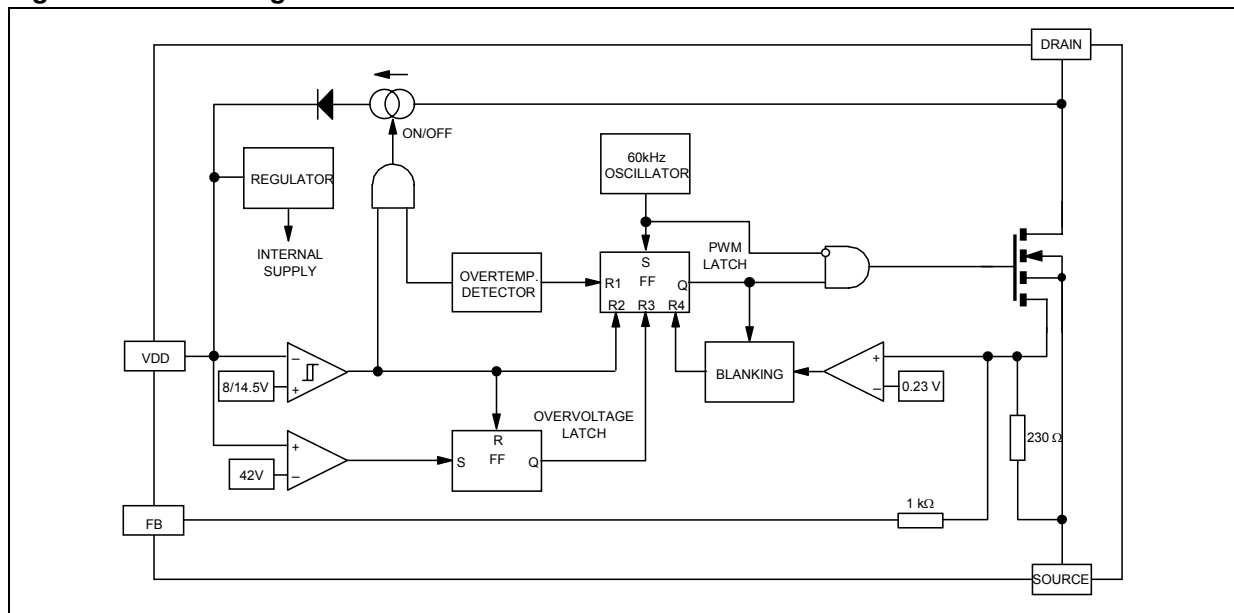 DRAIN
ON/OFF
60kHz
OSCILLATOR
REGULATOR
INTERNAL
SUPPLY
PWM
LATCH
OVERTEMP.
DETECTOR
S
FF
R1
Q
R2 R3 R4
VDD
8/14.5V
−
+
BLANKING
+
−
0.23 V
OVERVOLTAGE
LATCH
R
FF
S
Q
+
−
42V
230 Ω
1 kΩ
FB
SOURCE